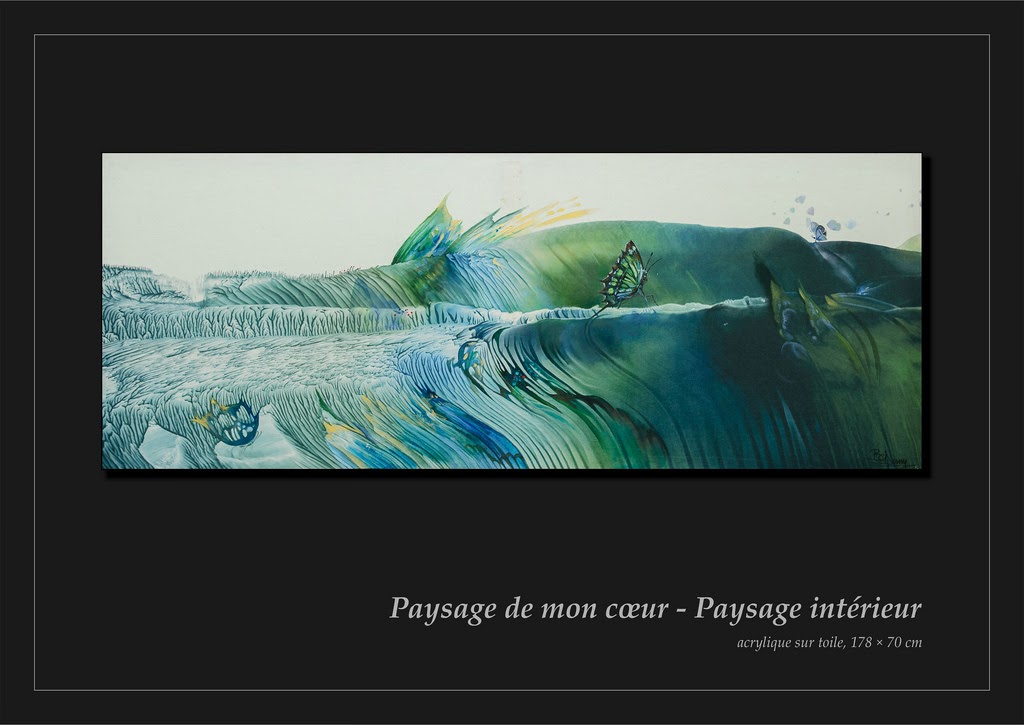 Paysage de mon cœur - Paysage intérieur
acrylique sur toile, 178 × 70 cm